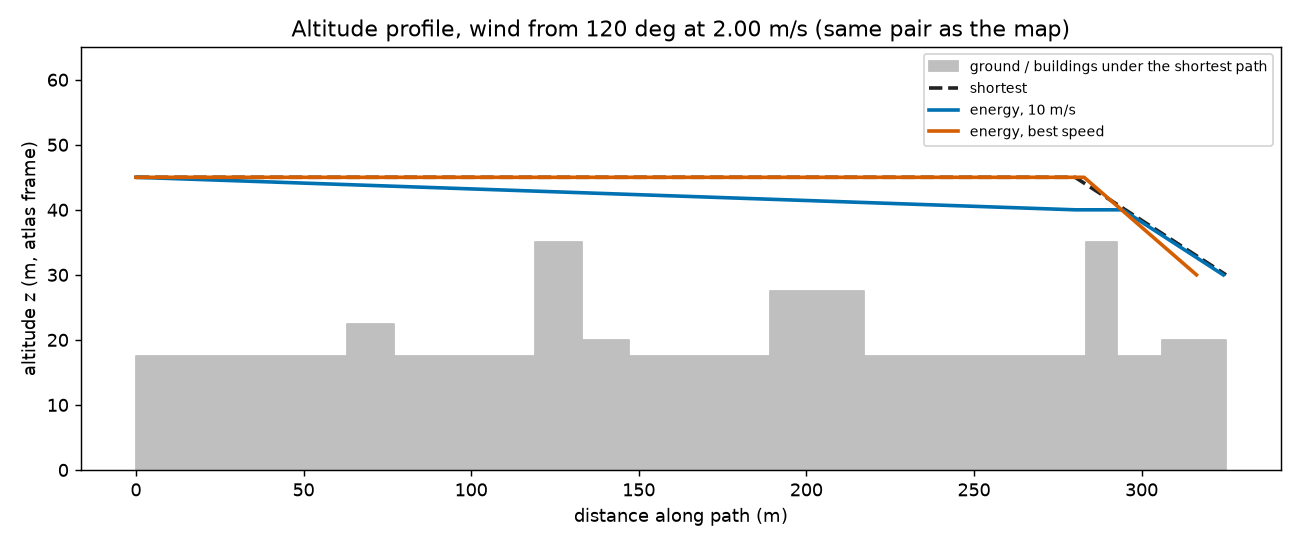 Altitude profile, wind from 120 deg at 2.00 m/s (same pair as the map)
ground / buildings under the shortest path
shortest
energy, 10 m/s
energy, best speed
altitude z (m, atlas frame)
60
50
40
30
20
10
0
0 50 100 150 200 250 300
distance along path (m)